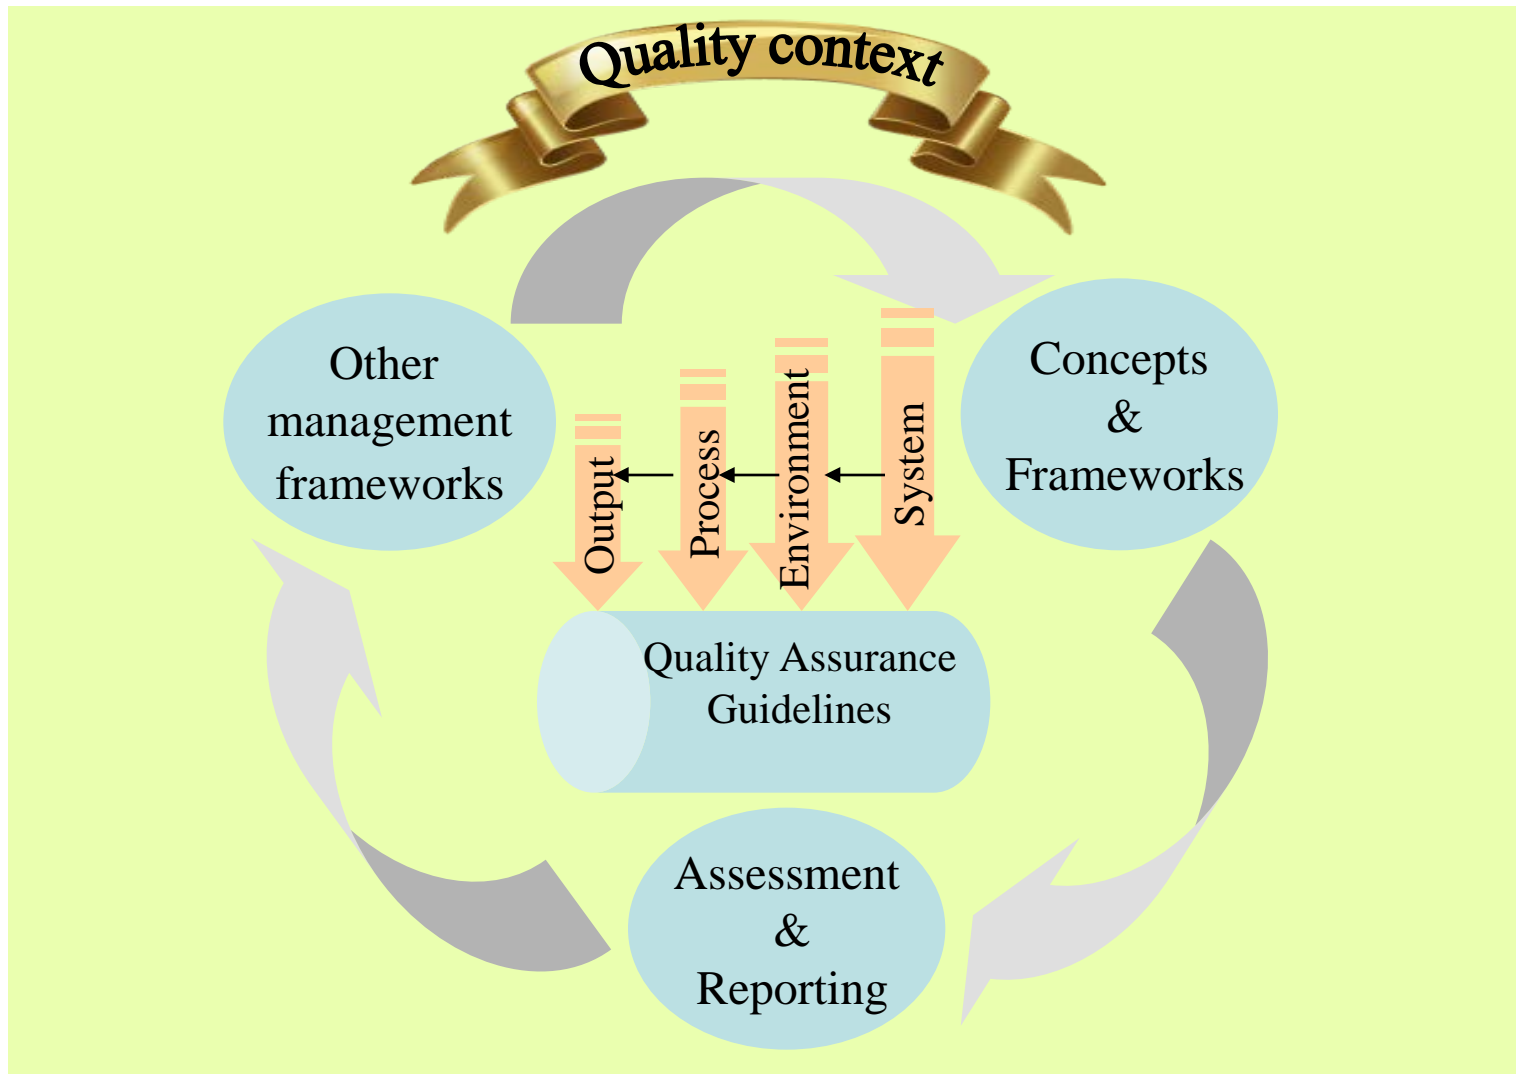 Quality context
Other
management
frameworks
Concepts
&
Frameworks
Output
Process
Environment
System
Quality Assurance
Guidelines
Assessment
&
Reporting